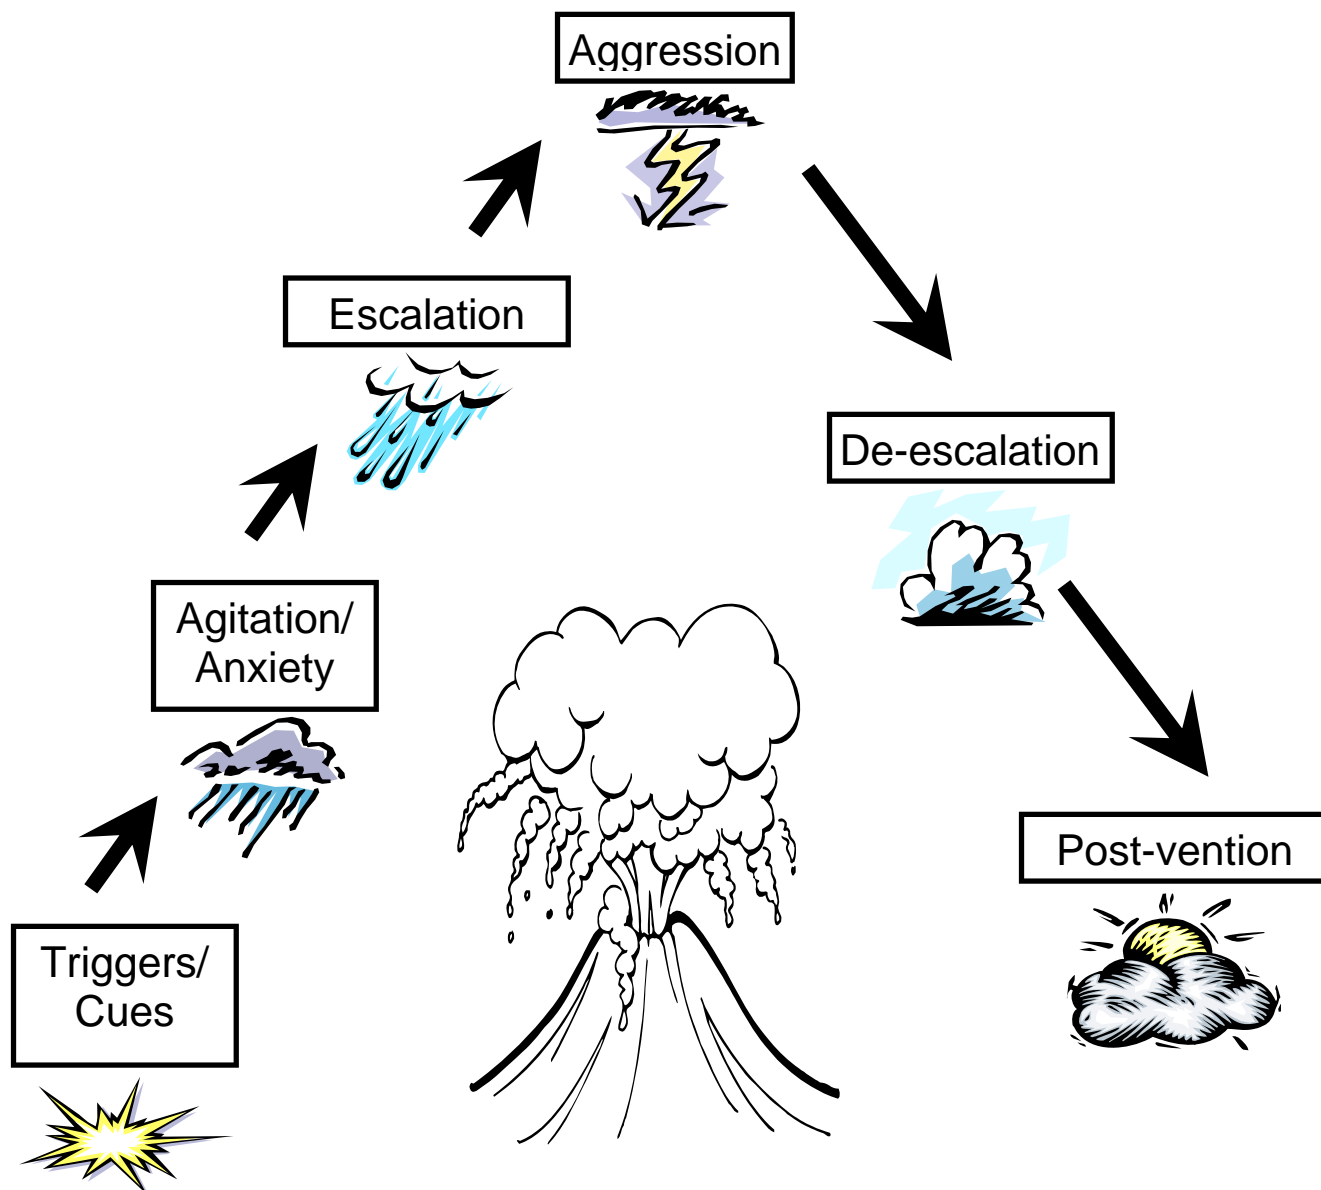 Aggression
Escalation
De-escalation
Agitation/
Anxiety
Post-vention
Triggers/
Cues